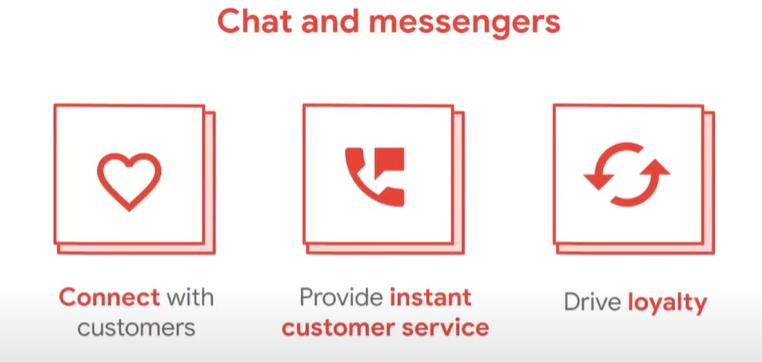 Chat and messengers
Connect with
customers
Provide instant
customer service
Drive loyalty